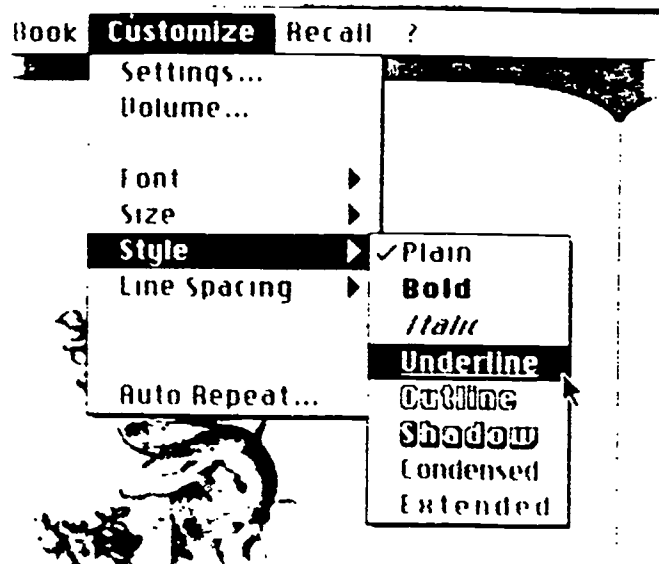 Book Customize Recall ?
Settings...
Volume...
Font
Size
Style
Line Spacing
Auto Repeat...
✓Plain
Bold
Italic
Underline
Outline
Shadow
Condensed
Extended